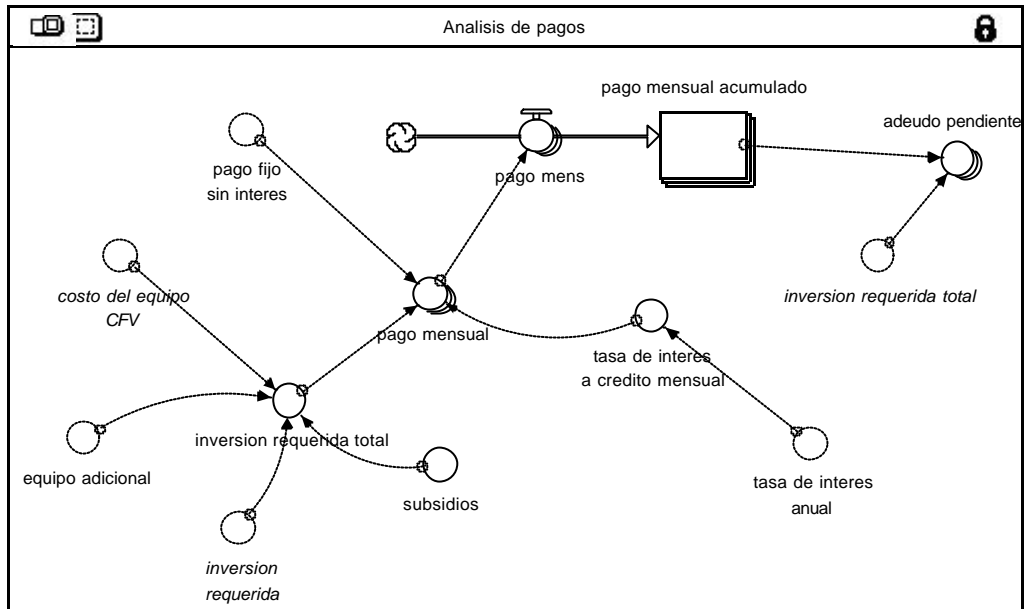 Analisis de pagos
pago mensual acumulado
adeudo pendiente
pago fijo
sin interes
pago mens
costo del equipo
CFV
inversion requerida total
pago mensual
tasa de interes
a credito mensual
inversion requerida total
equipo adicional
subsidios
tasa de interes
anual
inversion
requerida